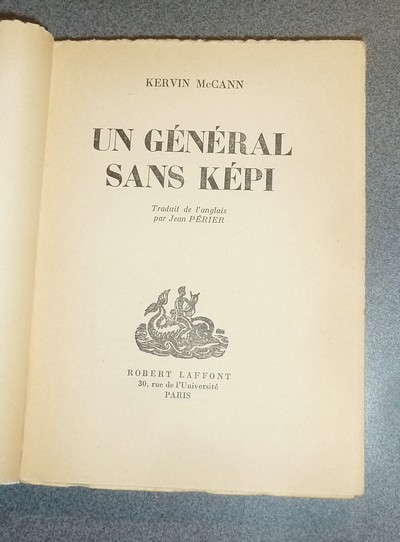 KERVIN McCANN
UN GÉNÉRAL
SANS KÉPI
Traduit de l'anglais
par Jean PÉRIER
ROBERT LAFFONT
30, rue de l'Université
PARIS